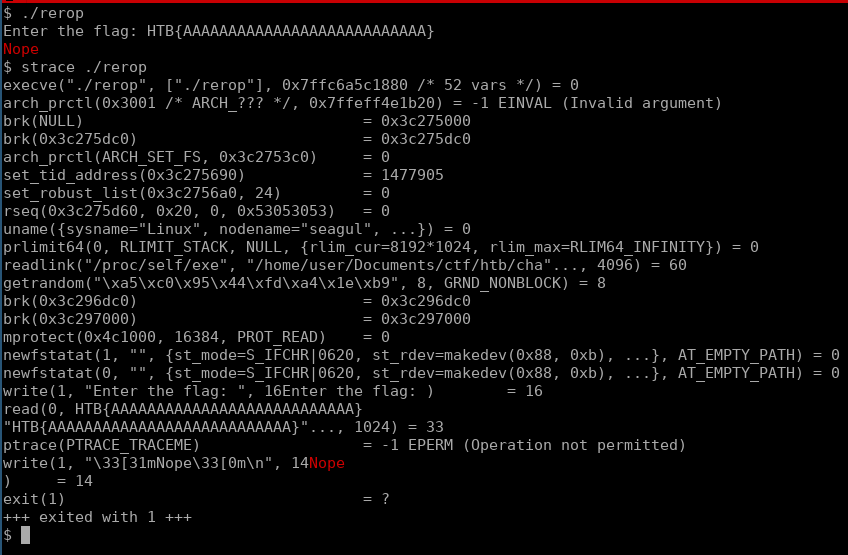 $ ./rerop
Enter the flag: HTB{AAAAAAAAAAAAAAAAAAAAAAAAAAA}
Nope
$ strace ./rerop
execve("./rerop", ["./rerop"], 0x7ffc6a5c1880 /* 52 vars */) = 0
arch_prctl(0x3001 /* ARCH_??? */, 0x7ffeff4e1b20) = -1 EINVAL (Invalid argument)
brk(NULL)                               = 0x3c275000
brk(0x3c275dc0)                         = 0x3c275dc0
arch_prctl(ARCH_SET_FS, 0x3c2753c0)     = 0
set_tid_address(0x3c275690)             = 1477905
set_robust_list(0x3c2756a0, 24)         = 0
rseq(0x3c275d60, 0x20, 0, 0x53053053)   = 0
uname({sysname="Linux", nodename="seagul", ...}) = 0
prlimit64(0, RLIMIT_STACK, NULL, {rlim_cur=8192*1024, rlim_max=RLIM64_INFINITY}) = 0
readlink("/proc/self/exe", "/home/user/Documents/ctf/htb/cha"..., 4096) = 60
getrandom("\xa5\xc0\x95\x44\xfd\xa4\x1e\xb9", 8, GRND_NONBLOCK) = 8
brk(0x3c296dc0)                         = 0x3c296dc0
brk(0x3c297000)                         = 0x3c297000
mprotect(0x4c1000, 16384, PROT_READ)    = 0
newfstatat(1, "", {st_mode=S_IFCHR|0620, st_rdev=makedev(0x88, 0xb), ...}, AT_EMPTY_PATH) = 0
newfstatat(0, "", {st_mode=S_IFCHR|0620, st_rdev=makedev(0x88, 0xb), ...}, AT_EMPTY_PATH) = 0
write(1, "Enter the flag: ", 16Enter the flag: )        = 16
read(0, HTB{AAAAAAAAAAAAAAAAAAAAAAAAAAA}
"HTB{AAAAAAAAAAAAAAAAAAAAAAAAAAA}"..., 1024) = 33
ptrace(PTRACE_TRACEME)                  = -1 EPERM (Operation not permitted)
write(1, "\33[31mNope\33[0m\n", 14Nope
)     = 14
exit(1)                                 = ?
+++ exited with 1 +++
$